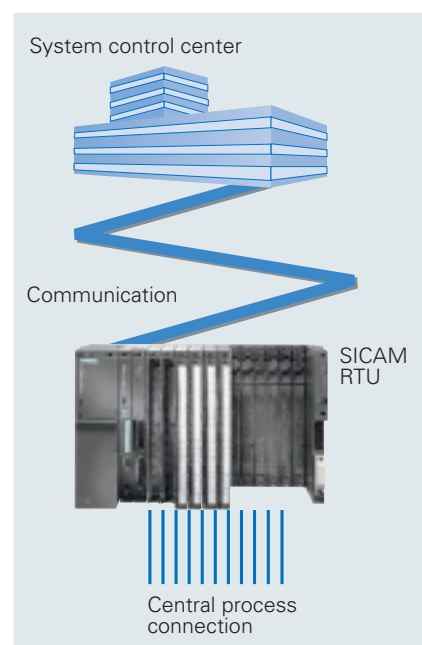 System control center
Communication
SICAM
RTU
Central process
connection